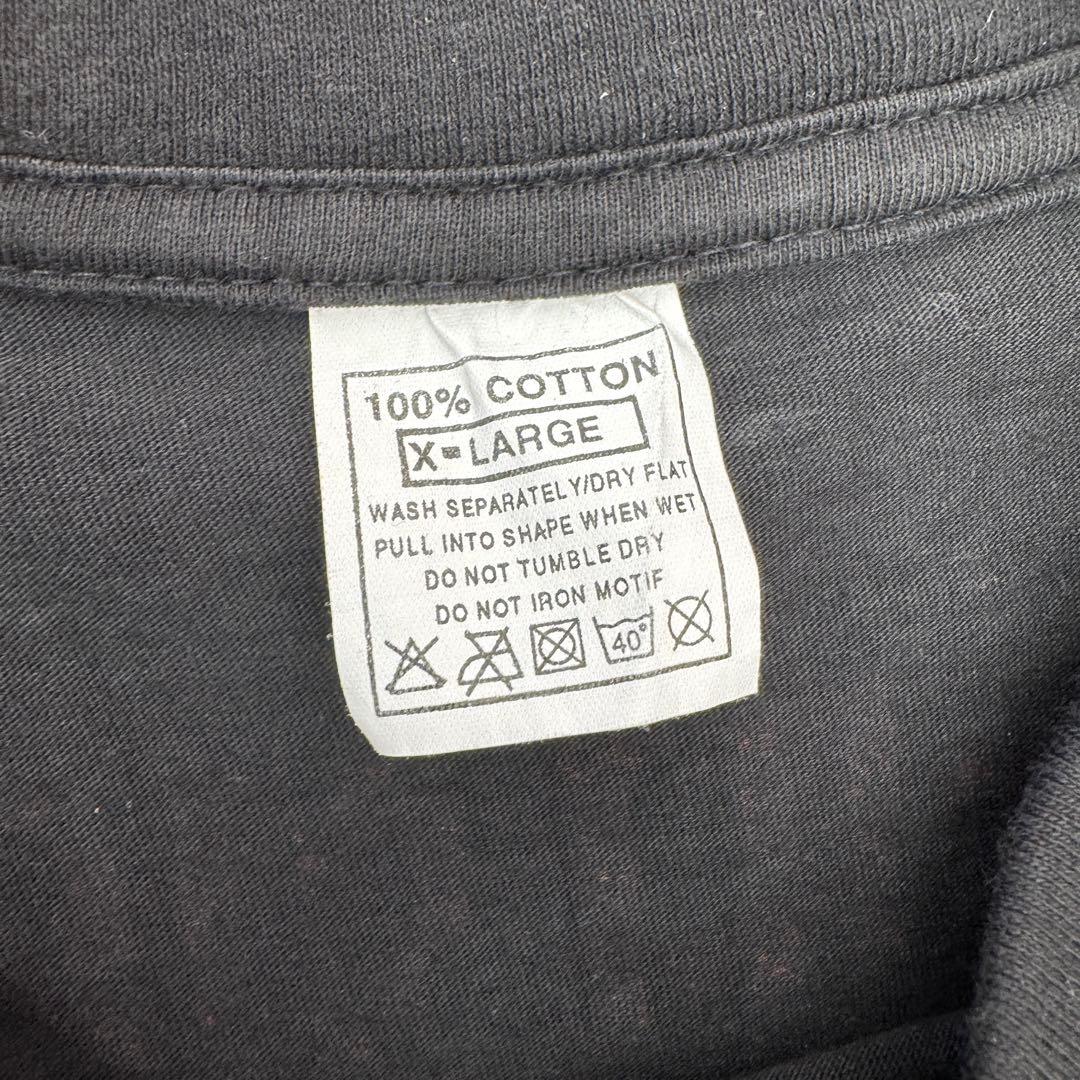 100% COTTON
X-LARGE
WASH SEPARATELY/DRY FLAT
PULL INTO SHAPE WHEN WET
DO NOT TUMBLE DRY
DO NOT IRON MOTIF
40°